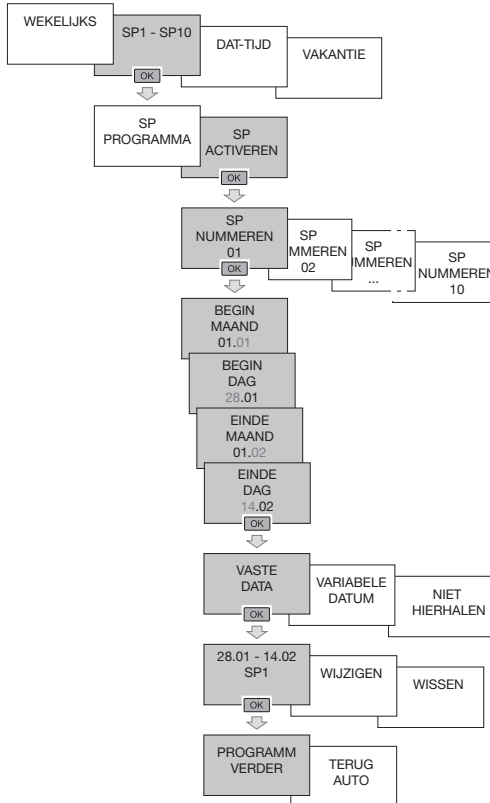 WEKELIJKS
SP1 - SP10
DAT-TIJD
VAKANTIE
OK
SP
PROGRAMMA
SP
ACTIVEREN
OK
SP
NUMMEREN
01
SP
MMEREN
02
SP
MMEREN
...
SP
NUMMEREN
10
OK
BEGIN
MAAND
01.01
BEGIN
DAG
28.01
EINDE
MAAND
01.02
EINDE
DAG
14.02
OK
VASTE
DATA
VARIABELE
DATUM
NIET
HIERHALEN
OK
28.01 - 14.02
SP1
WIJZIGEN
WISSEN
OK
PROGRAMM
VERDER
TERUG
AUTO